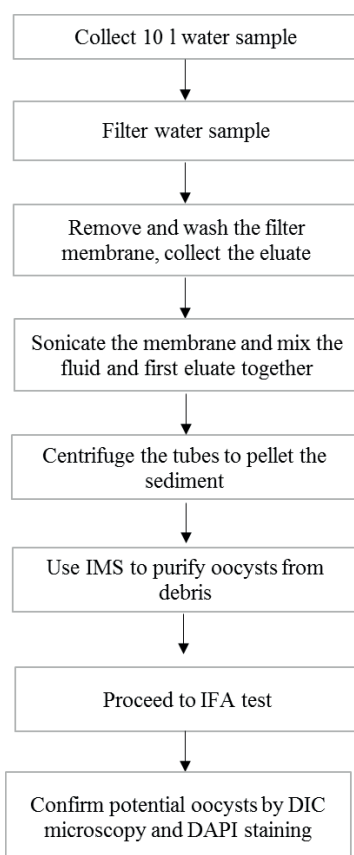 Collect 10 l water sample
Filter water sample
Remove and wash the filter
membrane, collect the eluate
Sonicate the membrane and mix the
fluid and first eluate together
Centrifuge the tubes to pellet the
sediment
Use IMS to purify oocysts from
debris
Proceed to IFA test
Confirm potential oocysts by DIC
microscopy and DAPI staining